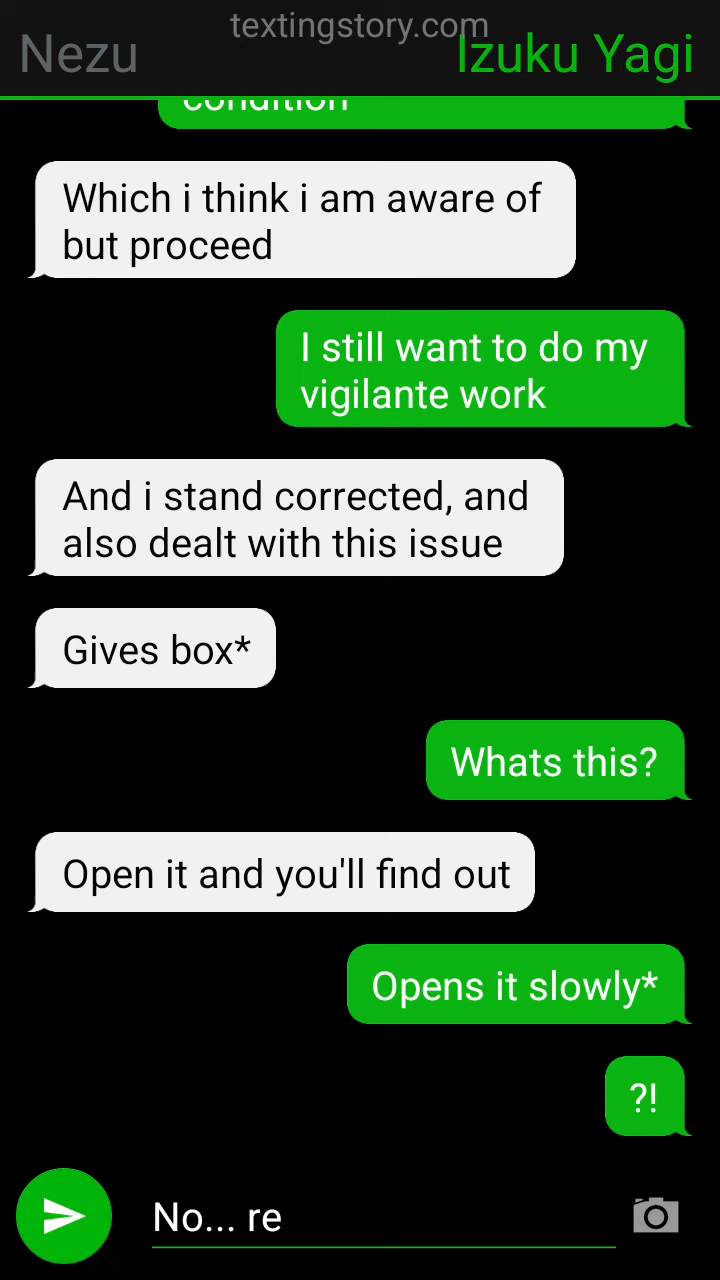 textingstory.com
Nezu Izuku Yagi
condition
Which i think i am aware of
but proceed
I still want to do my
vigilante work
And i stand corrected, and
also dealt with this issue
Gives box*
Whats this?
Open it and you'll find out
Opens it slowly*
?!
No... re